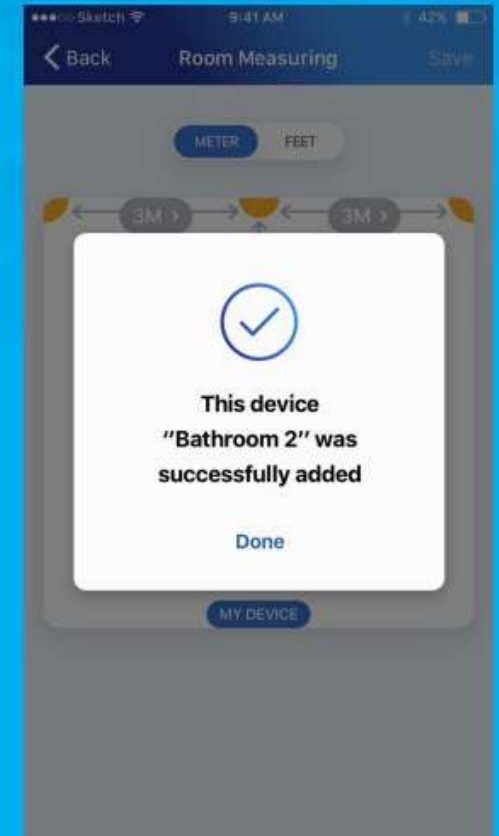 Sketch 9:41 AM 42%
Back Room Measuring Save
METER FEET
3M > 3M >
This device
"Bathroom 2" was
successfully added
Done
MY DEVICE